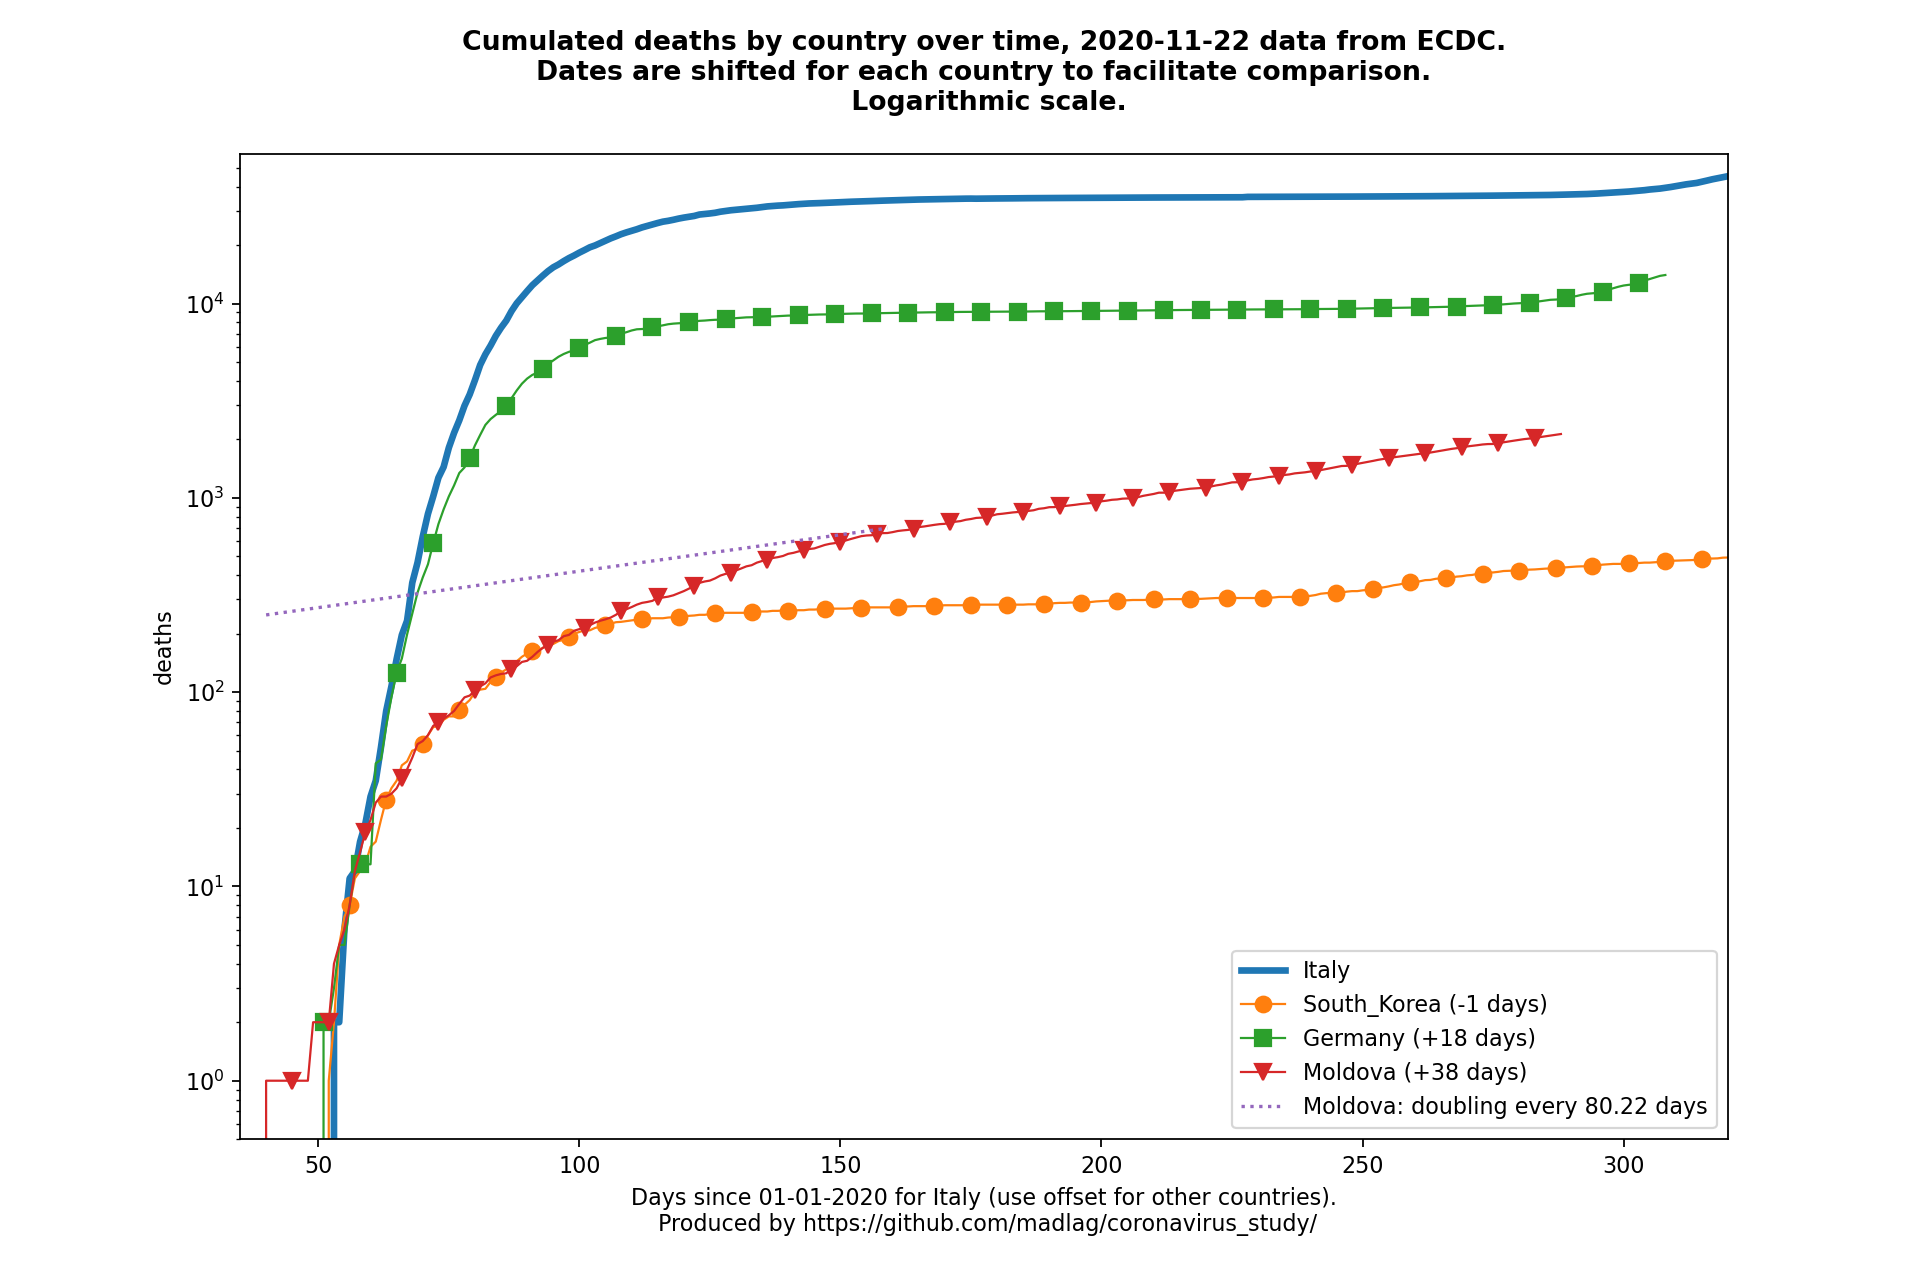 Cumulated deaths by country over time, 2020-11-22 data from ECDC.
Dates are shifted for each country to facilitate comparison.
Logarithmic scale.
deaths
10^4
10^3
10^2
10^1
10^0
50 100 150 200 250 300
Italy
South_Korea (-1 days)
Germany (+18 days)
Moldova (+38 days)
Moldova: doubling every 80.22 days
Days since 01-01-2020 for Italy (use offset for other countries).
Produced by https://github.com/madlag/coronavirus_study/